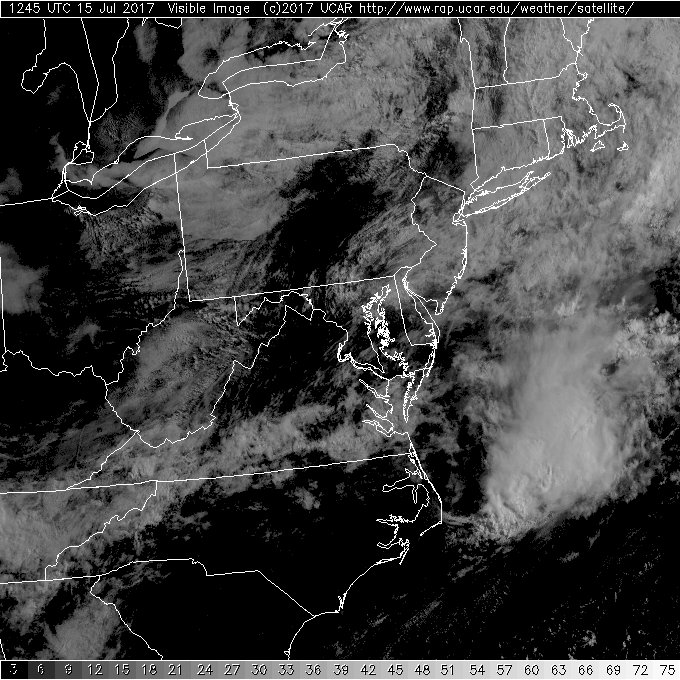 1245 UTC 15 Jul 2017 Visible Image (c)2017 UCAR http://www.rap.ucar.edu/weather/satellite/
3 6 9 12 15 18 21 24 27 30 33 36 39 42 45 48 51 54 57 60 63 66 69 72 75